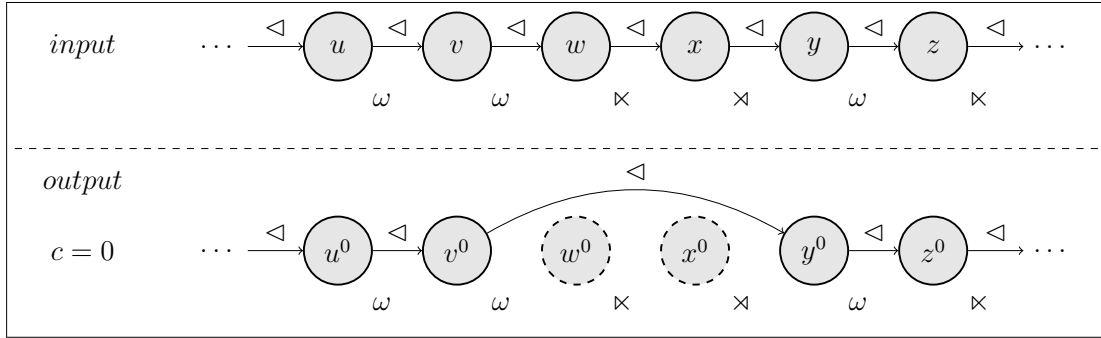 ◁ ◁ ◁ ◁ ◁ ◁ ◁
input ⋯ u v w x y z ⋯
ω ω ⋉ ⋊ ω ⋉
output ◁
◁ ◁ ◁ ◁
c = 0 ⋯ u⁰ v⁰ w⁰ x⁰ y⁰ z⁰ ⋯
ω ω ⋉ ⋊ ω ⋉